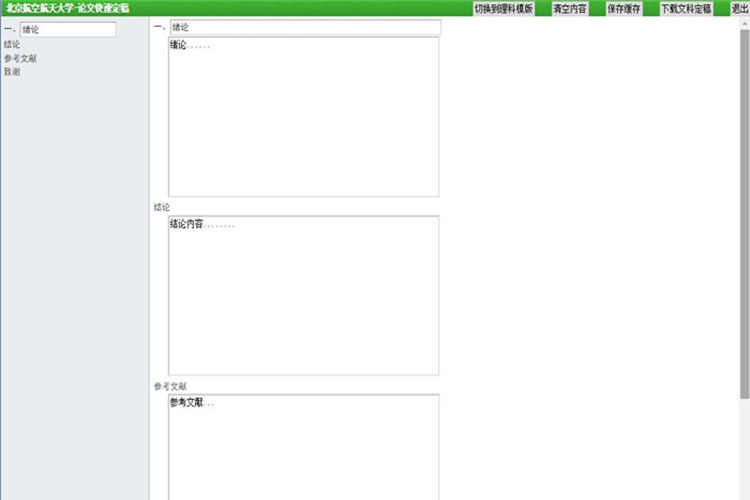 北京航空航天大学-论文快速定稿 切换到理科模版 清空内容 保存缓存 下载文科定稿 退出
一、 绪论
结论
参考文献
致谢
一、 绪论
绪论......
结论
结论内容........
参考文献
参考文献...